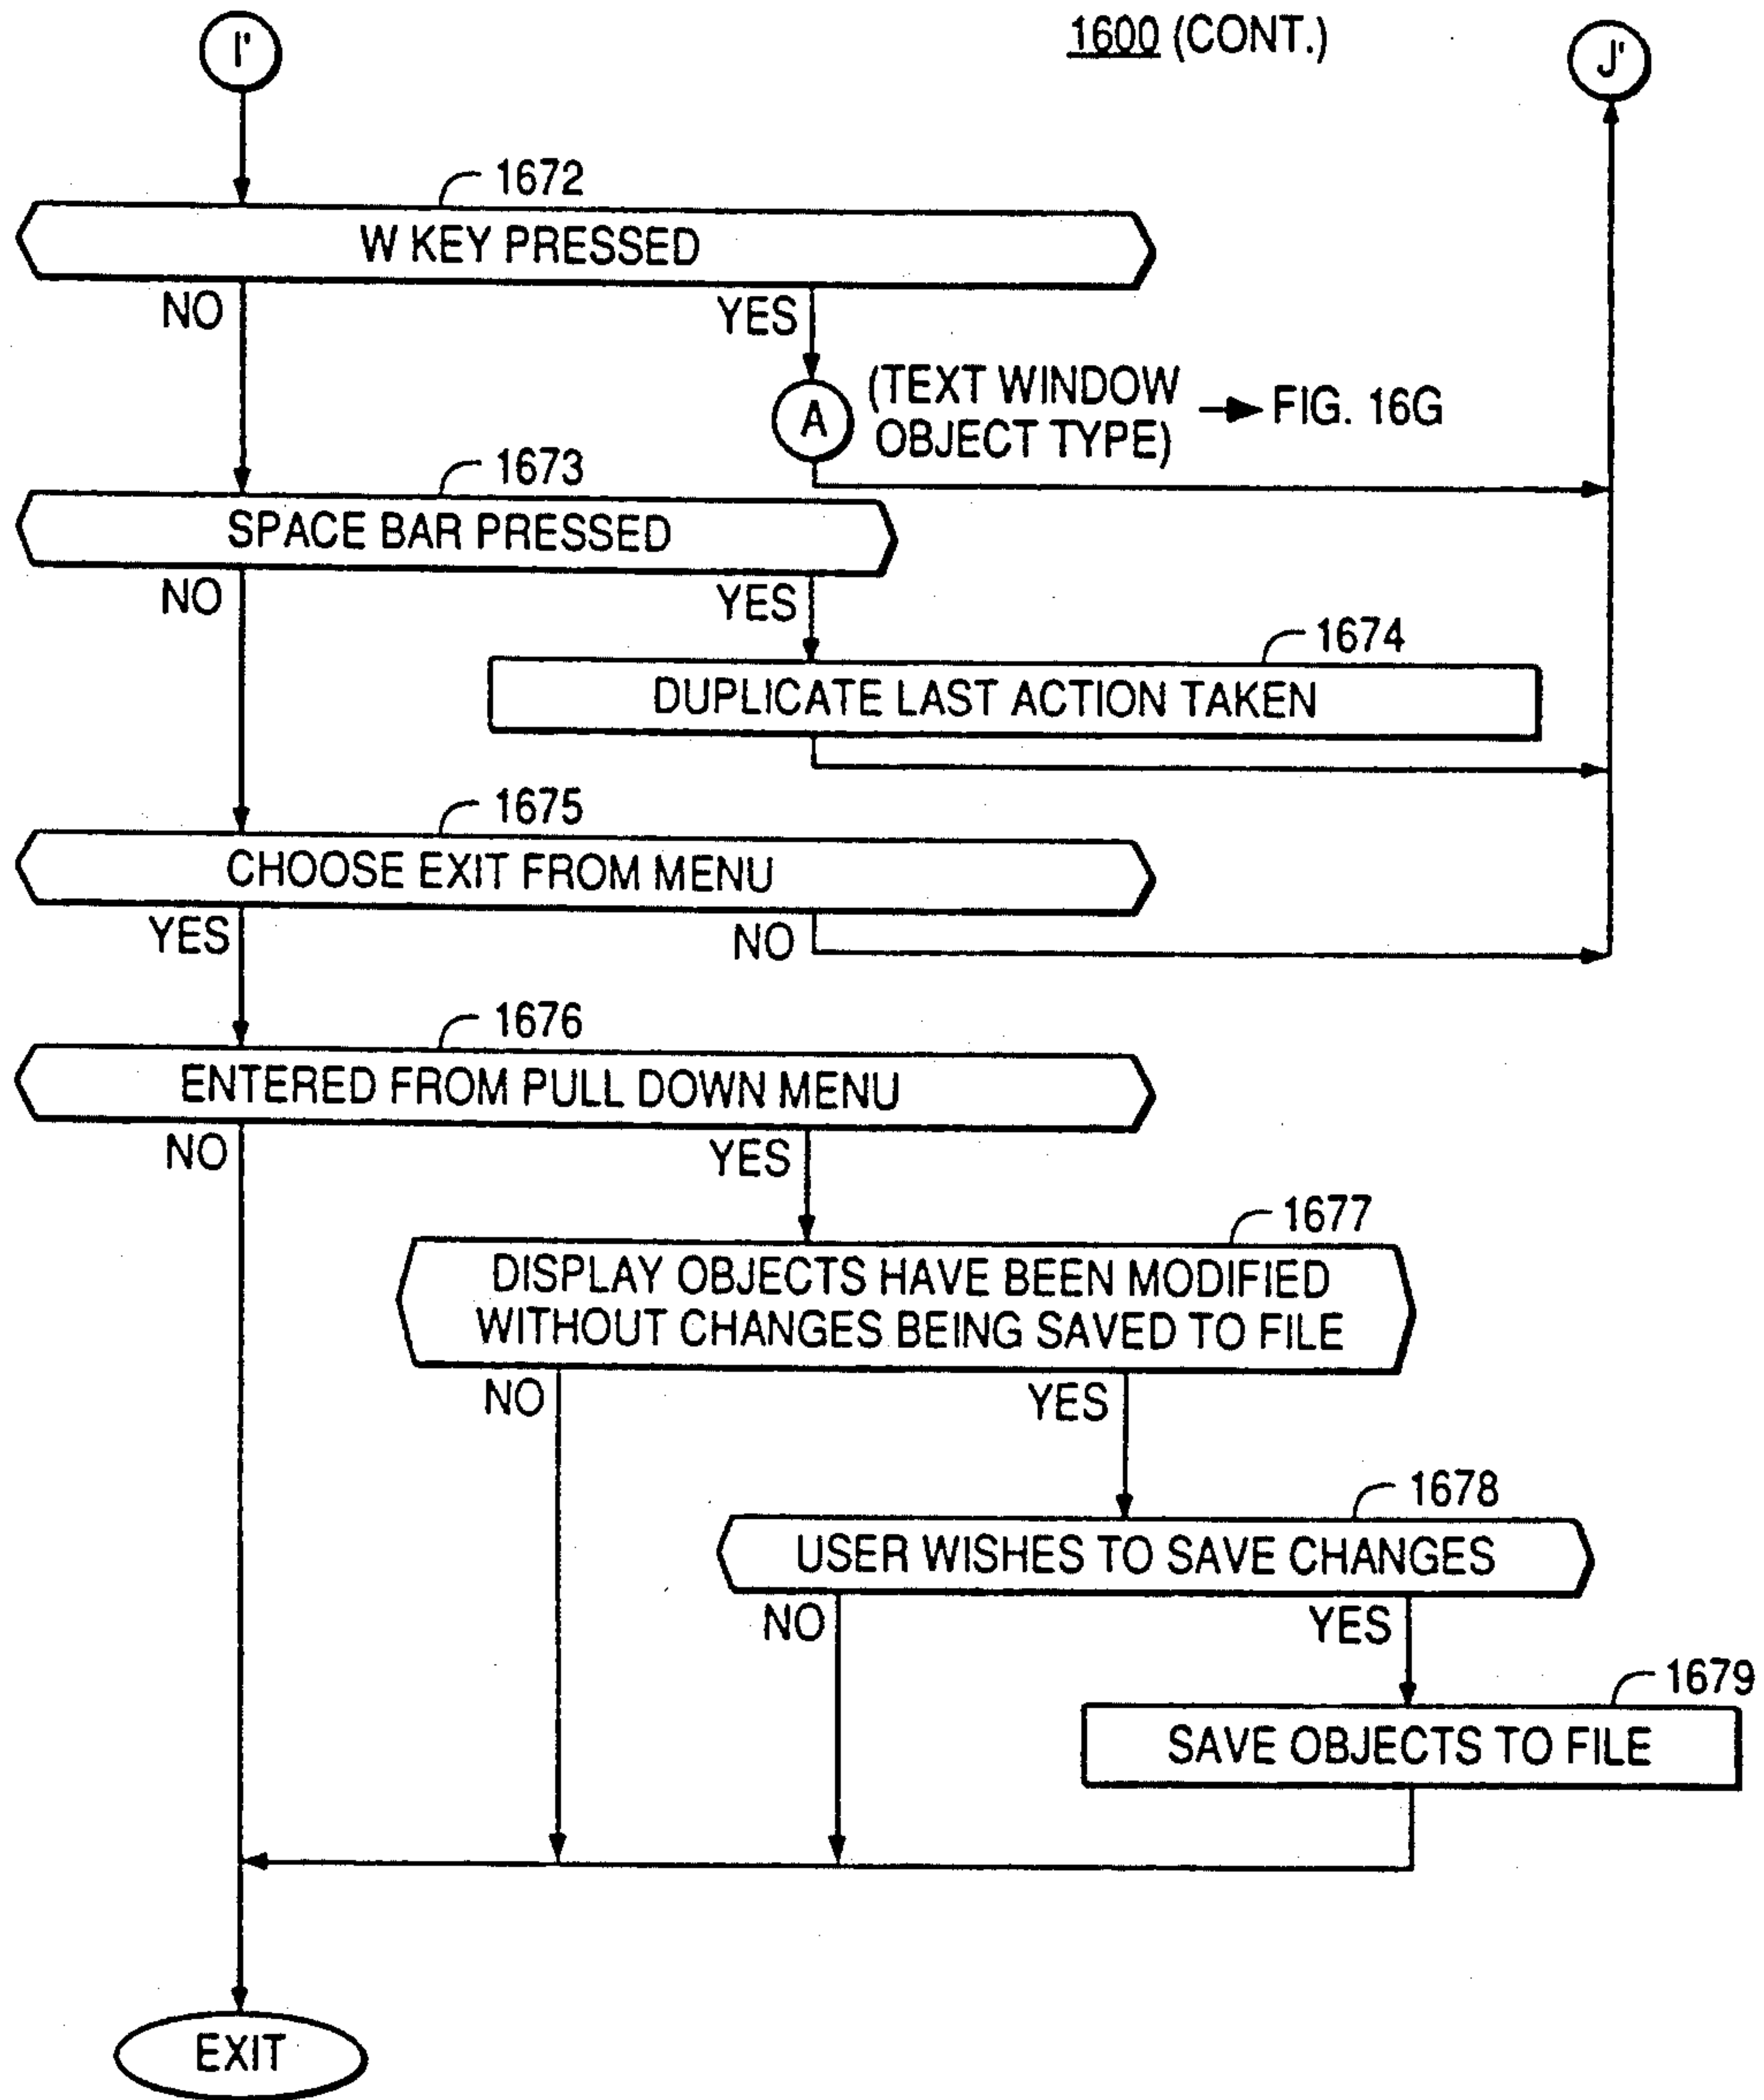 I'
1600 (CONT.)
J'
1672
W KEY PRESSED
NO
YES
A
(TEXT WINDOW
OBJECT TYPE)
FIG. 16G
1673
SPACE BAR PRESSED
NO
YES
1674
DUPLICATE LAST ACTION TAKEN
1675
CHOOSE EXIT FROM MENU
YES
NO
1676
ENTERED FROM PULL DOWN MENU
NO
YES
1677
DISPLAY OBJECTS HAVE BEEN MODIFIED
WITHOUT CHANGES BEING SAVED TO FILE
NO
YES
1678
USER WISHES TO SAVE CHANGES
NO
YES
1679
SAVE OBJECTS TO FILE
EXIT